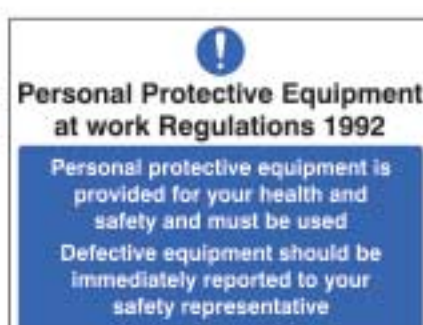 Personal Protective Equipment
at work Regulations 1992
Personal protective equipment is
provided for your health and
safety and must be used
Defective equipment should be
immediately reported to your
safety representative